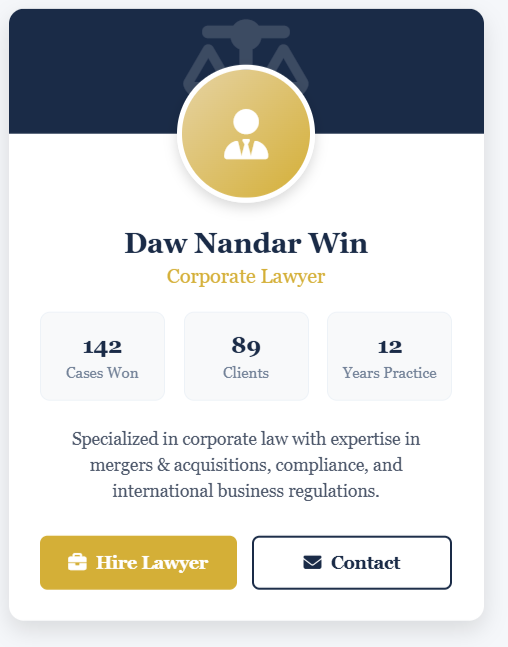 Daw Nandar Win
Corporate Lawyer
142
Cases Won
89
Clients
12
Years Practice
Specialized in corporate law with expertise in
mergers & acquisitions, compliance, and
international business regulations.
Hire Lawyer
Contact